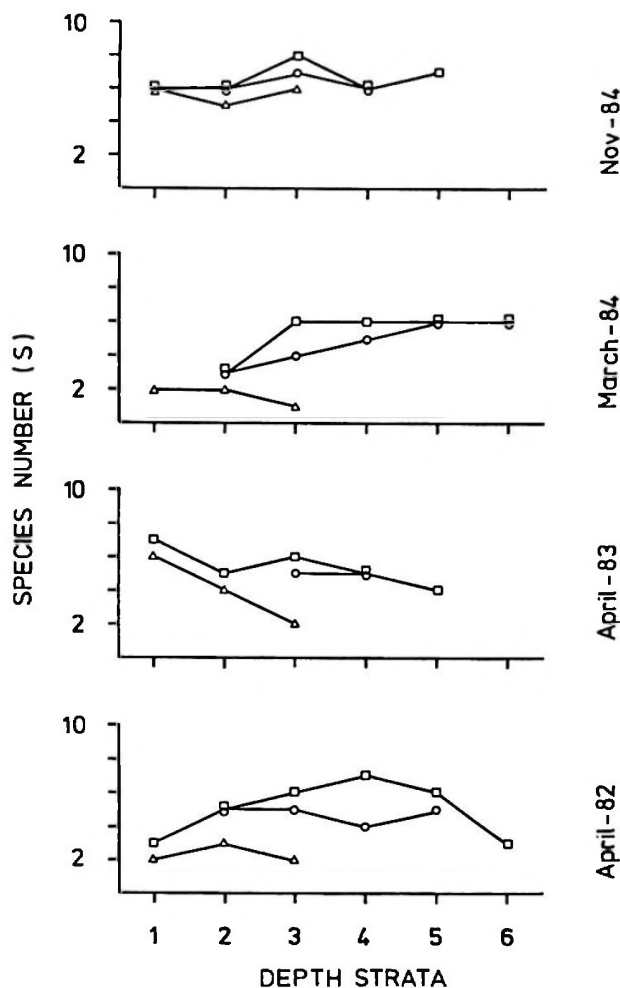 10
2
Nov-84
10
2
March-84
SPECIES NUMBER (S)
10
2
April-83
10
2
April-82
1 2 3 4 5 6
DEPTH STRATA